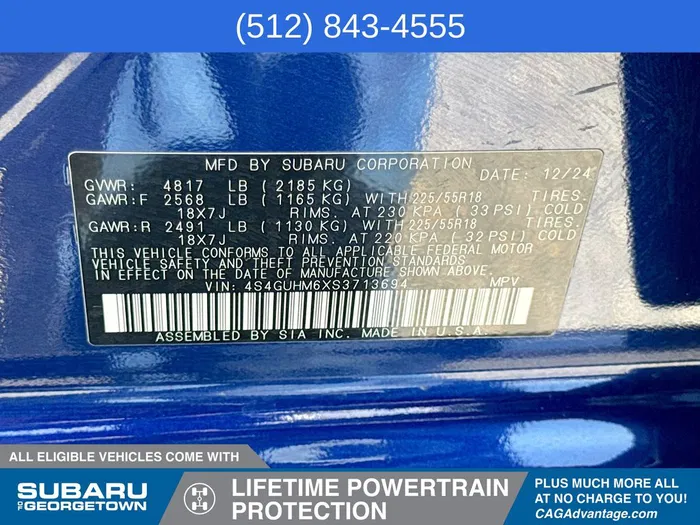 (512) 843-4555
MFD BY SUBARU CORPORATION DATE: 12/24
GVWR: 4817 LB (2185 KG)
GAWR:F 2568 LB (1165 KG) WITH 225/55R18 TIRES.
18X7J RIMS. AT 230 KPA (33 PSI) COLD
GAWR:R 2491 LB (1130 KG) WITH 225/55R18 TIRES.
18X7J RIMS. AT 220 KPA (32 PSI) COLD
THIS VEHICLE CONFORMS TO ALL APPLICABLE FEDERAL MOTOR
VEHICLE SAFETY AND THEFT PREVENTION STANDARDS
IN EFFECT ON THE DATE OF MANUFACTURE SHOWN ABOVE.
VIN: 4S4GUHM6XS3713694 MPV
ASSEMBLED BY SIA INC. MADE IN U.S.A.
ALL ELIGIBLE VEHICLES COME WITH
SUBARU
OF GEORGETOWN
LIFETIME POWERTRAIN
PROTECTION
PLUS MUCH MORE ALL
AT NO CHARGE TO YOU!
CAGAdvantage.com